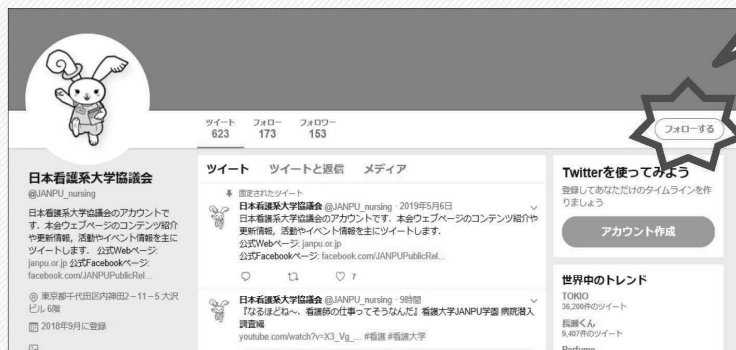 ツイート フォロー フォロワー
623 173 153
フォローする
日本看護系大学協議会
@JANPU_nursing
日本看護系大学協議会のアカウントで
す．本会ウェブページのコンテンツ紹介
や更新情報，活動やイベント情報を主に
ツイートします． 公式Webページ:
janpu.or.jp 公式Facebookページ:
facebook.com/JANPUPublicRel...
東京都千代田区内神田2-11-5 大沢
ビル 6階
2018年9月に登録
ツイート ツイートと返信 メディア
固定されたツイート
日本看護系大学協議会 @JANPU_nursing · 2019年5月6日
日本看護系大学協議会のアカウントです．本会ウェブページのコンテンツ紹介や
更新情報，活動やイベント情報を主にツイートします．
公式Webページ: janpu.or.jp
公式Facebookページ: facebook.com/JANPUPublicRel...
7
日本看護系大学協議会 @JANPU_nursing · 9時間
『なるほどね～、看護師の仕事ってそうなんだ』看護大学JANPU学園 病院潜入
調査編
youtube.com/watch?v=X3_Vg_... #看護 #看護大学
Twitterを使ってみよう
登録してあなただけのタイムラインを作
りましょう
アカウント作成
世界中のトレンド
TOKIO
36,200件のツイート
長瀬くん
9,407件のツイート
Perfume